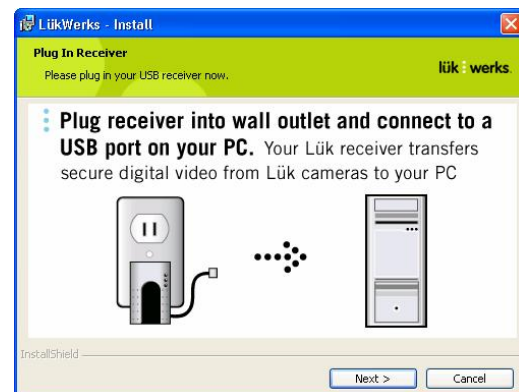 LükWerks - Install
Plug In Receiver
Please plug in your USB receiver now.
lük werks.
Plug receiver into wall outlet and connect to a
USB port on your PC. Your Lük receiver transfers
secure digital video from Lük cameras to your PC
InstallShield
Next >
Cancel